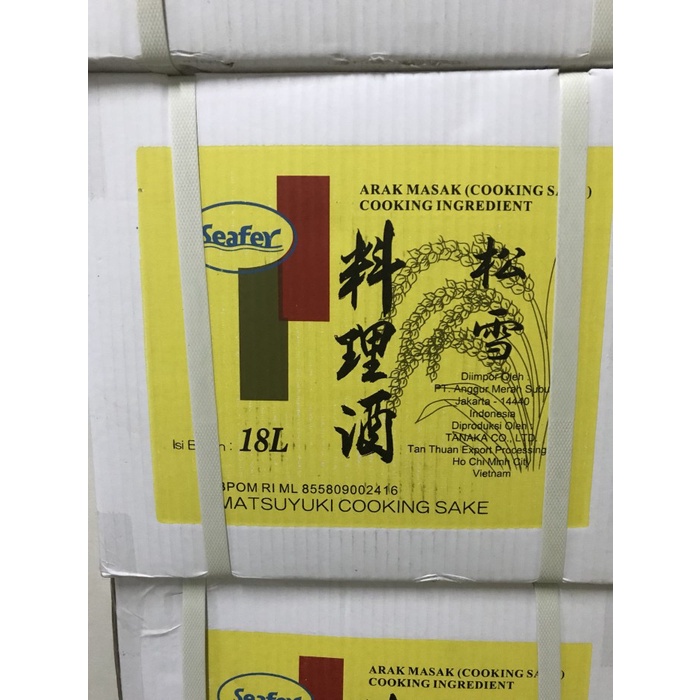 Seafer
ARAK MASAK (COOKING
COOKING INGREDIENT
料理酒
松雪
Diimpor Oleh
PT. Anggur Merah Subu
Jakarta - 14440
Indonesia
Diproduksi Oleh :
TANAKA CO., LTD.
Tan Thuan Export Processing
Ho Chi Minh City
Vietnam
Isi : 18L
BPOM RI ML 855809002416
MATSUYUKI COOKING SAKE
Seafer
ARAK MASAK (COOKING
COOKING INGREDIENT